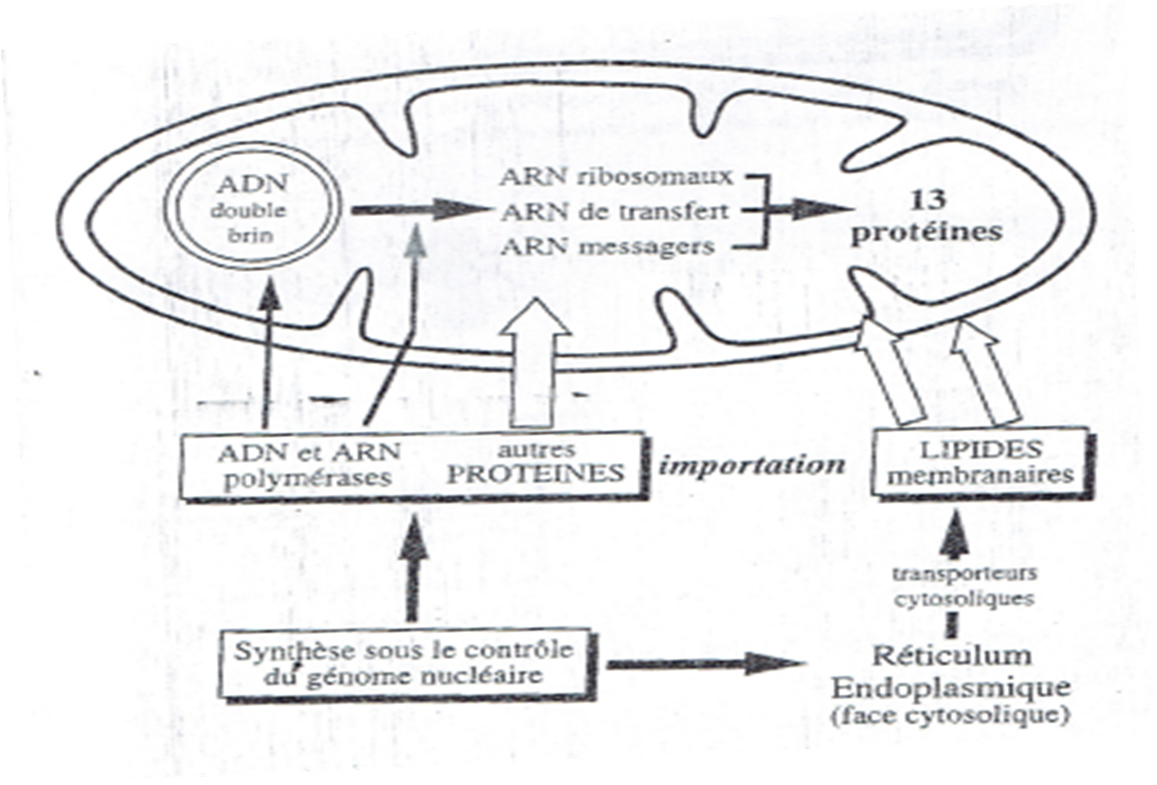 ADN
double
brin
ARN ribosomaux
ARN de transfert
ARN messagers
13
protéines
ADN et ARN
polymérases
autres
PROTEINES
importation
LIPIDES
membranaires
transporteurs
cytosoliques
Synthèse sous le contrôle
du génome nucléaire
Réticulum
Endoplasmique
(face cytosolique)